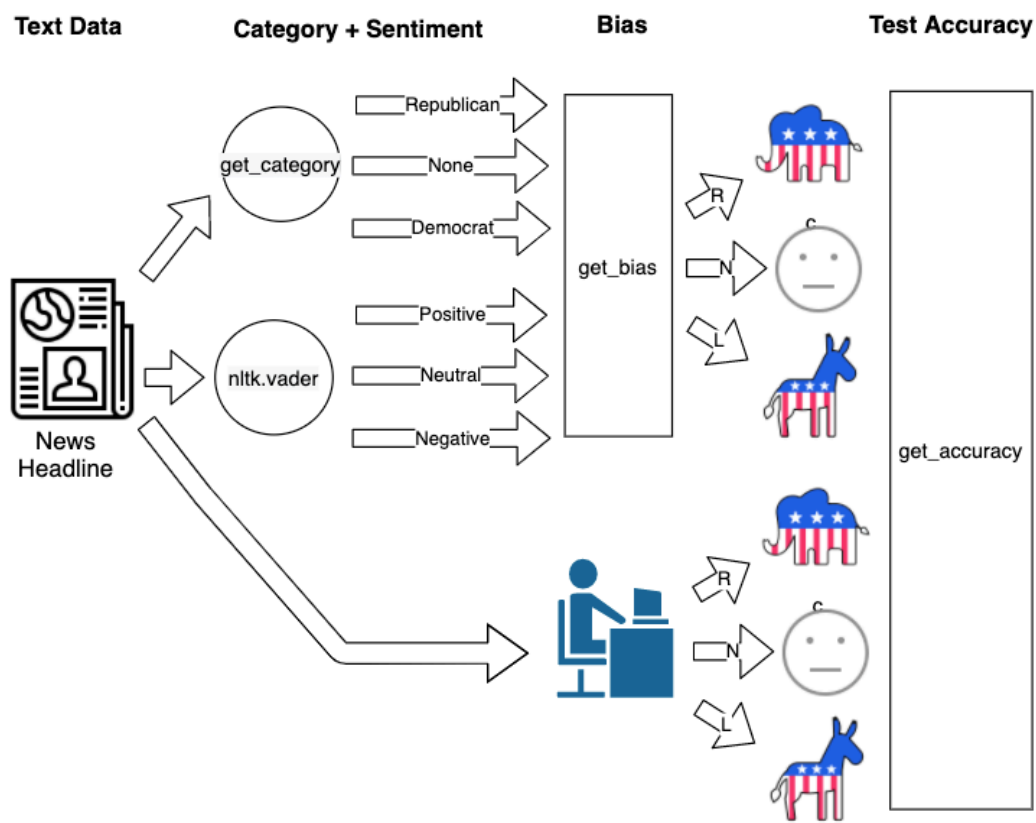 Text Data
Category + Sentiment
Bias
Test Accuracy
Republican
get_category
None
Democrat
R
c
N
get_bias
L
Positive
nltk.vader
Neutral
Negative
News
Headline
get_accuracy
R
c
N
L